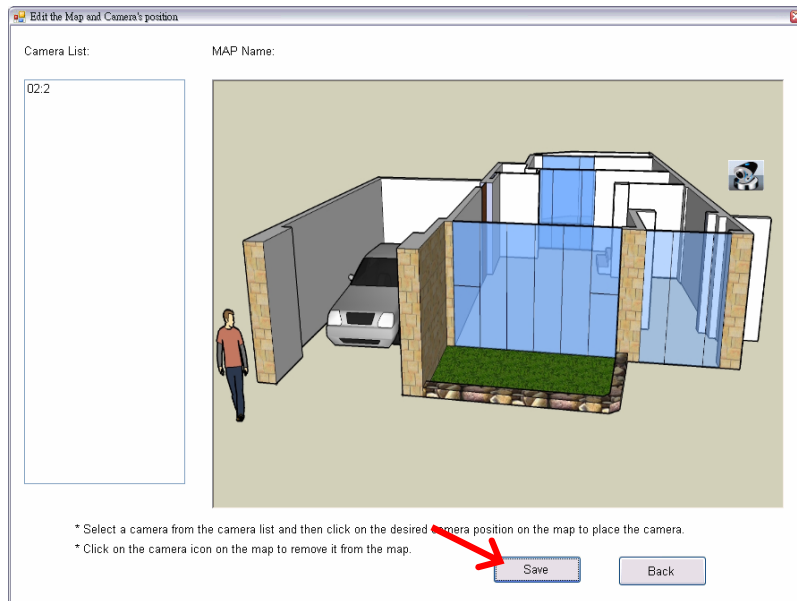 Edit the Map and Camera's position
Camera List:
MAP Name:
02:2
* Select a camera from the camera list and then click on the desired camera position on the map to place the camera.
* Click on the camera icon on the map to remove it from the map.
Save
Back